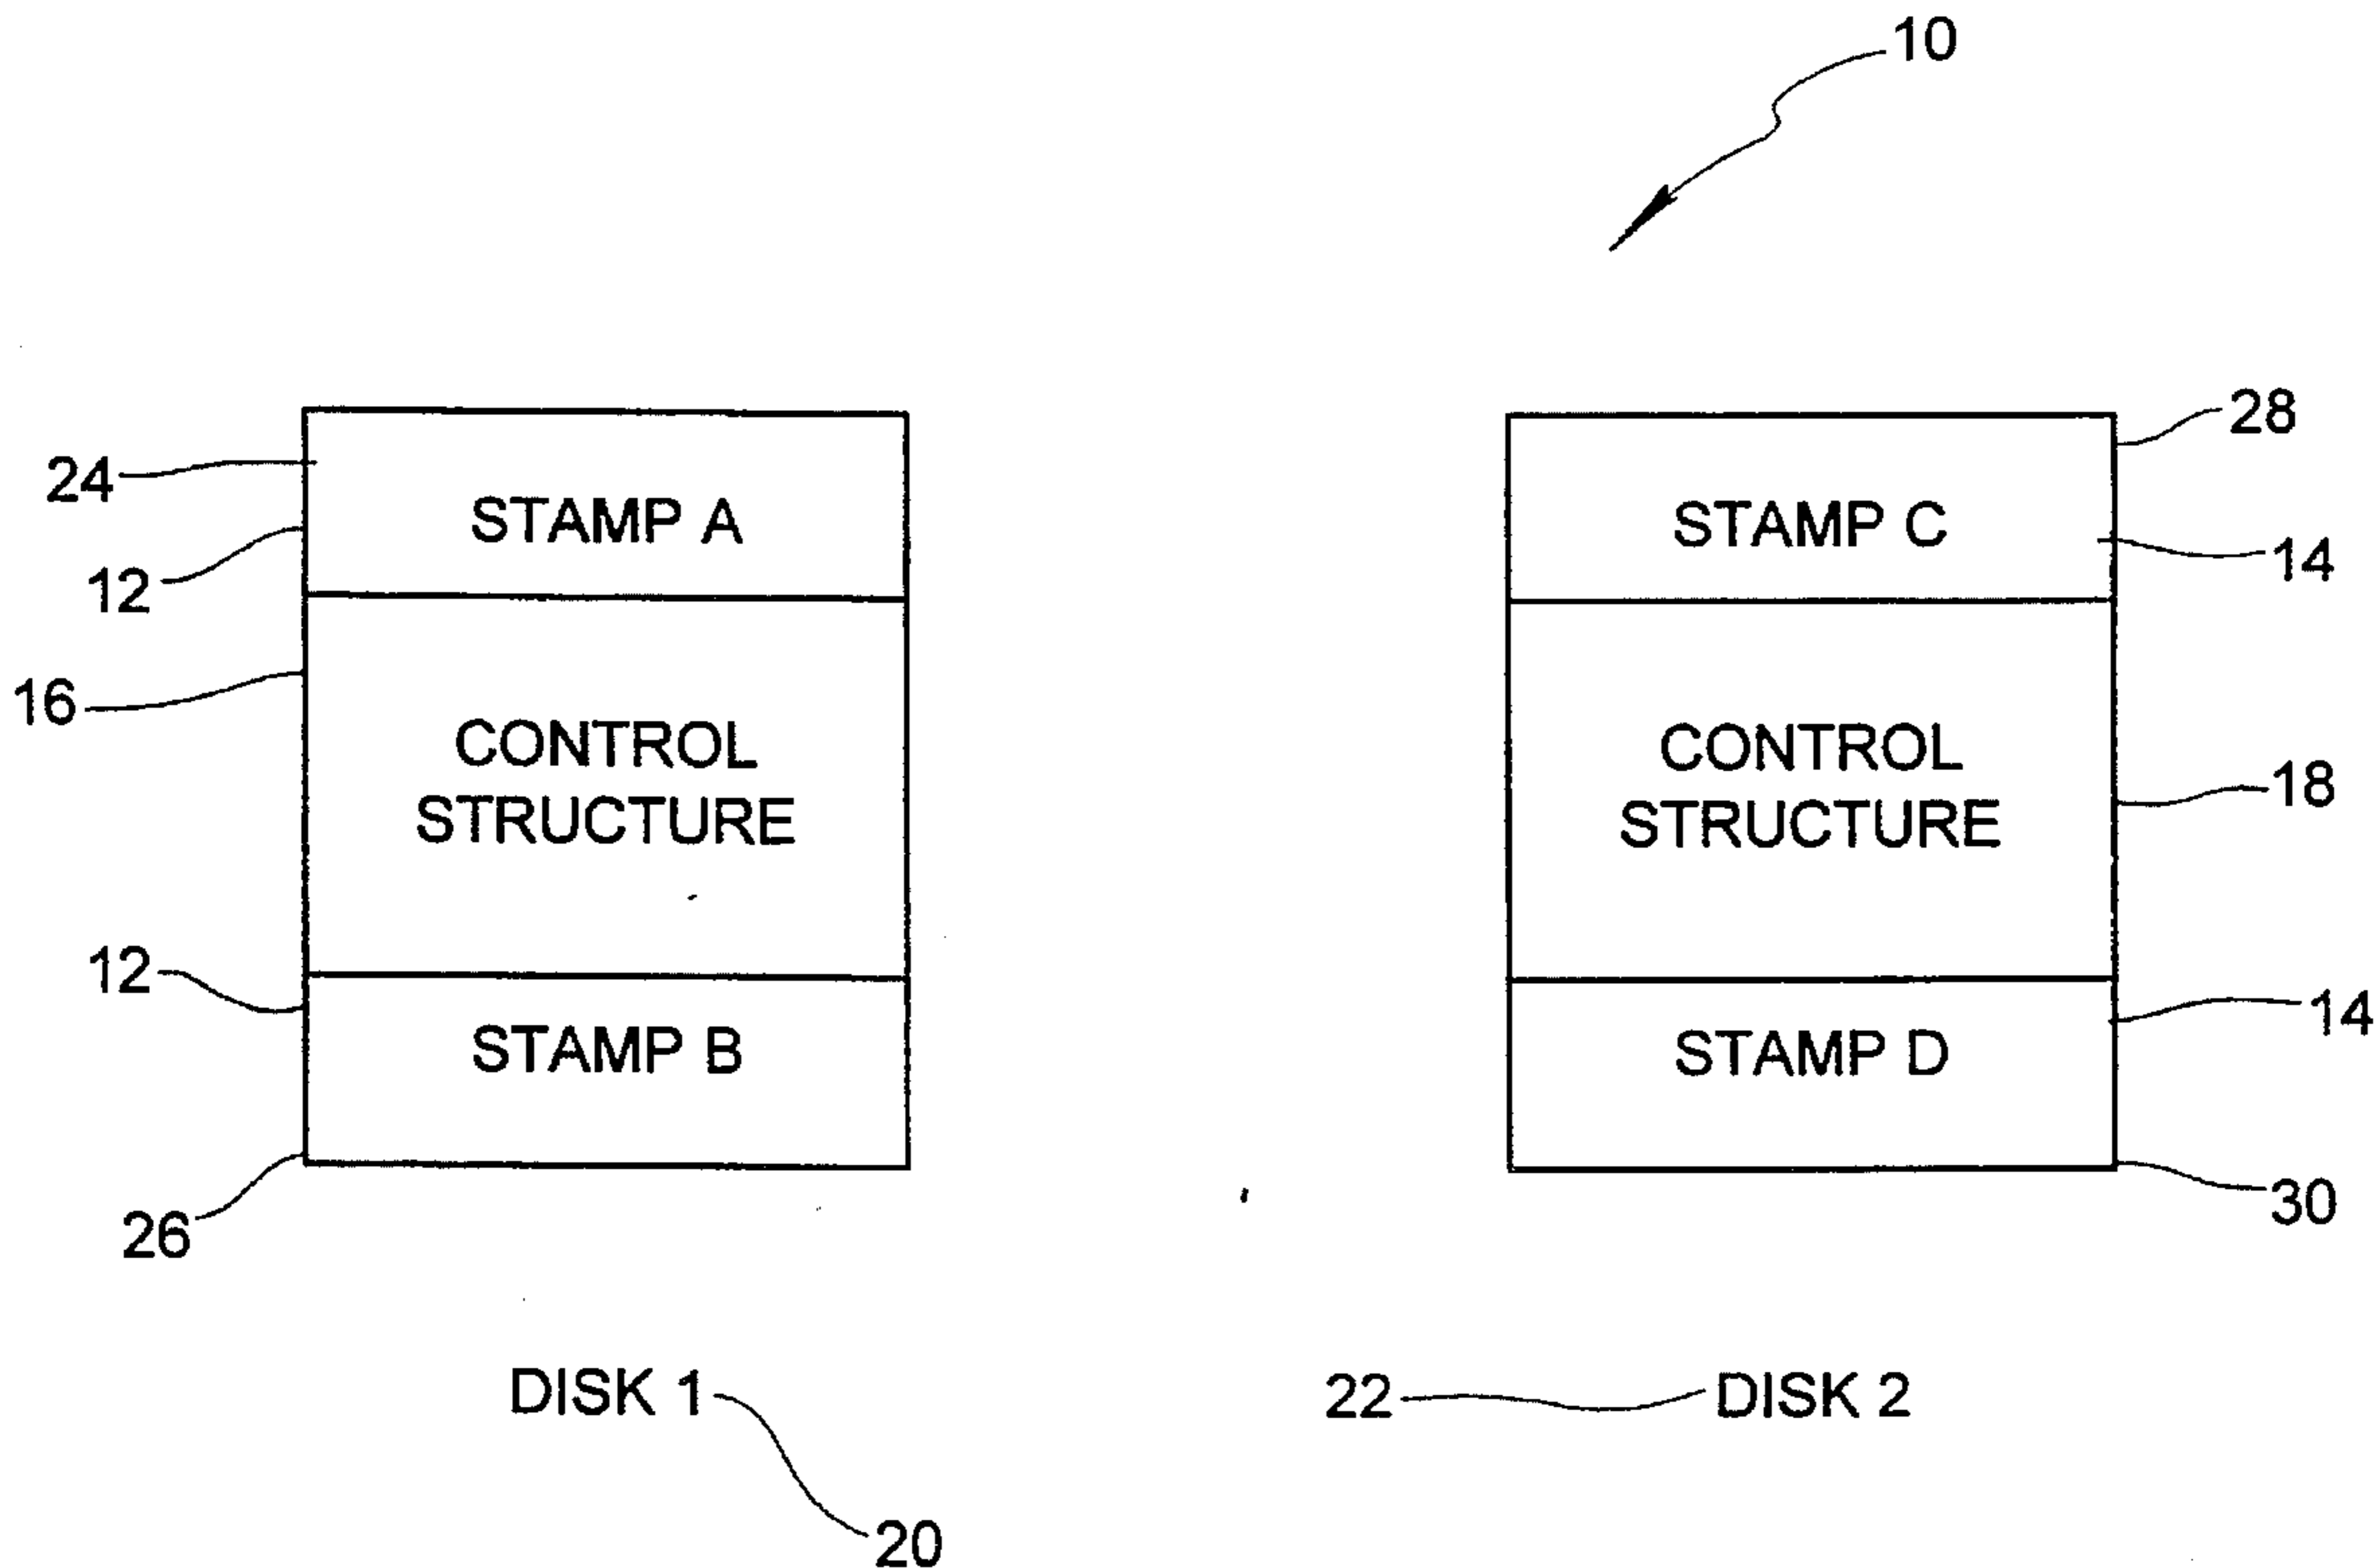 10
24
12
16
12
26
STAMP A
CONTROL
STRUCTURE
STAMP B
DISK 1
20
28
14
18
14
30
STAMP C
CONTROL
STRUCTURE
STAMP D
22
DISK 2